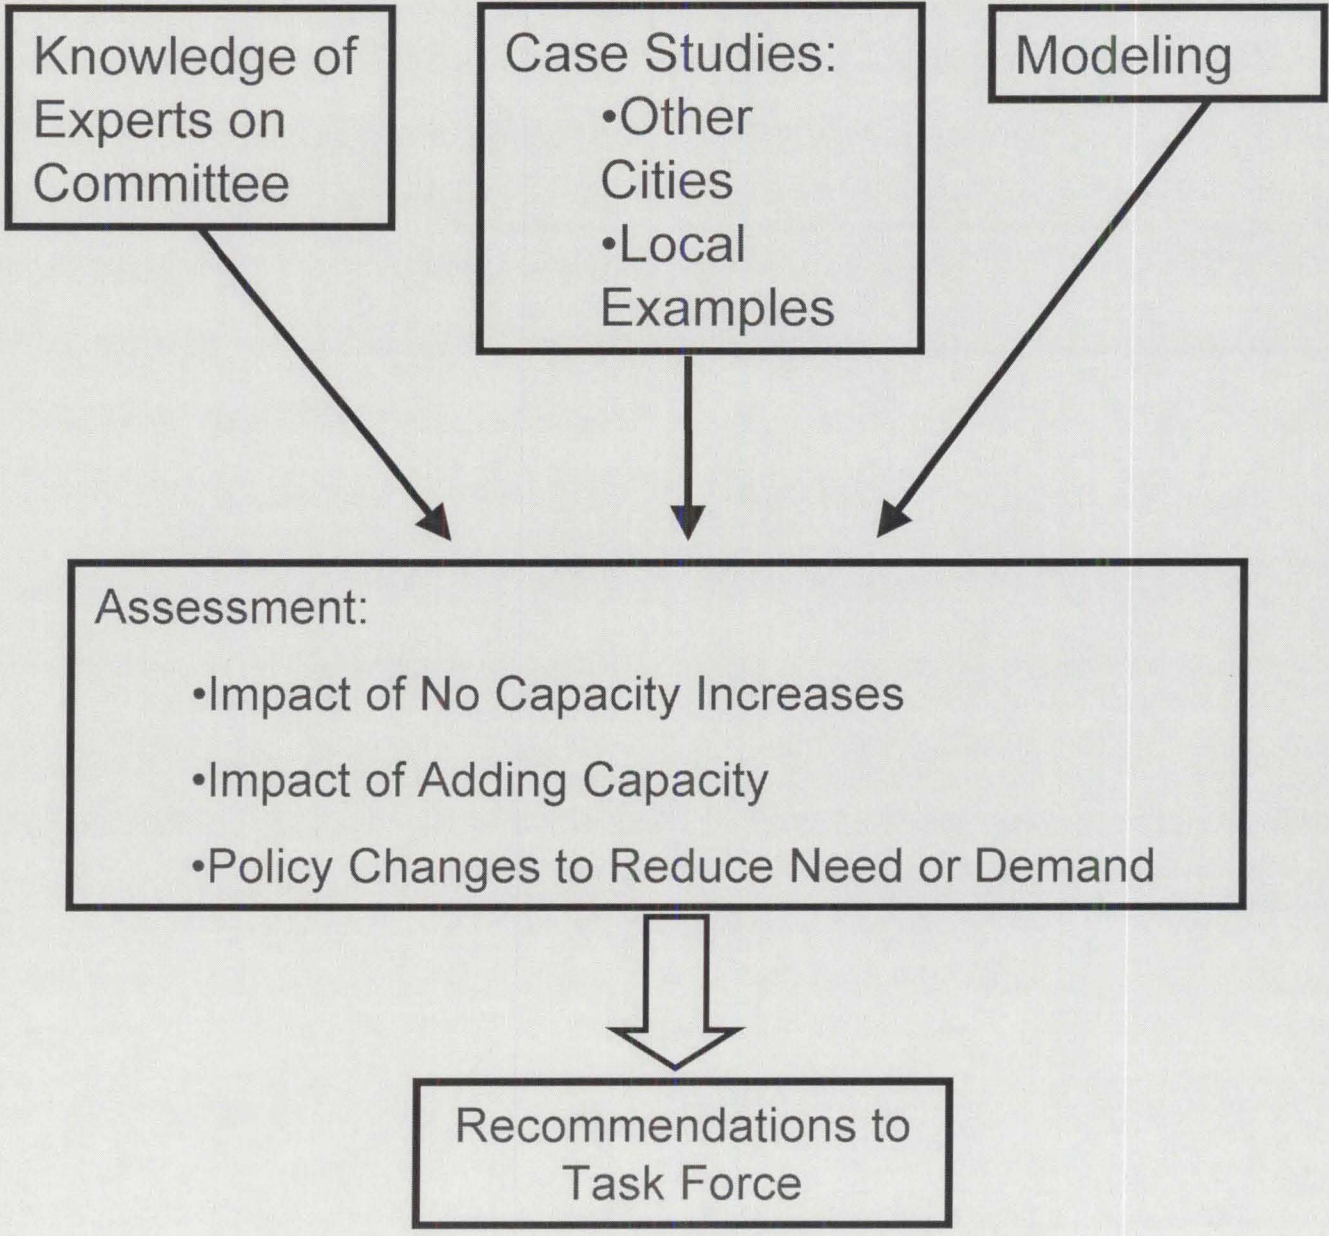 Knowledge of
Experts on
Committee
Case Studies:
•Other
Cities
•Local
Examples
Modeling
Assessment:
•Impact of No Capacity Increases
•Impact of Adding Capacity
•Policy Changes to Reduce Need or Demand
Recommendations to
Task Force